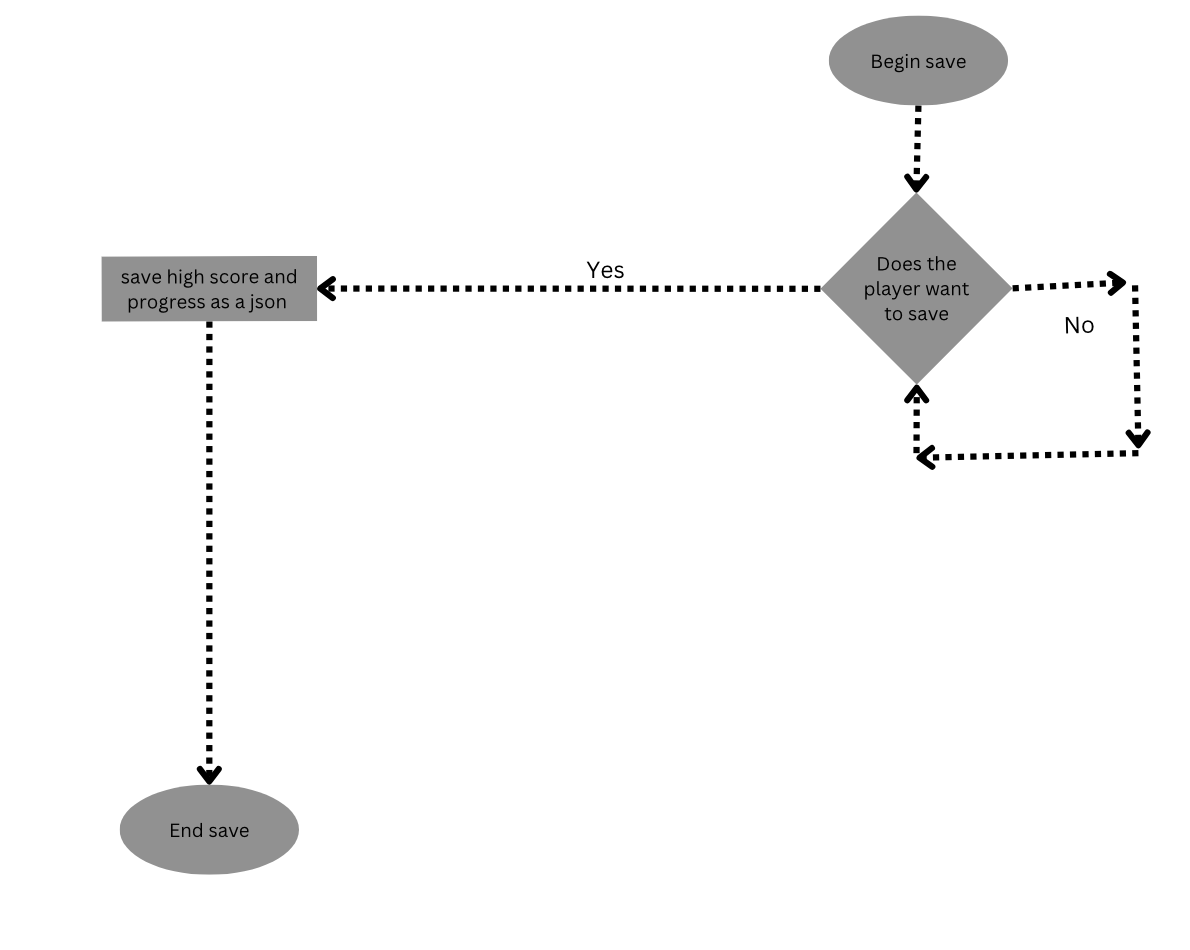 Begin save
Does the
player want
to save
Yes
No
save high score and
progress as a json
End save